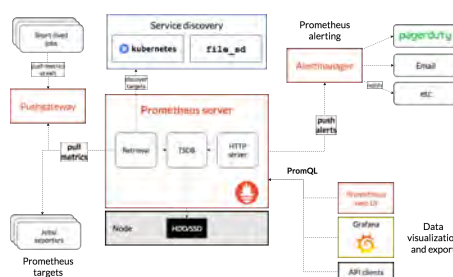 Short-lived
jobs
push metrics
at exit
Pushgateway
pull
metrics
Jobs/
exporters
Prometheus
targets
Service discovery
kubernetes
file_sd
discover
targets
Prometheus server
Retrieval
TSDB
HTTP
server
Node
HDD/SSD
Prometheus
alerting
Alertmanager
push
alerts
notify
pagerduty
Email
etc
PromQL
Prometheus
web UI
Grafana
API clients
Data
visualizatio
and export